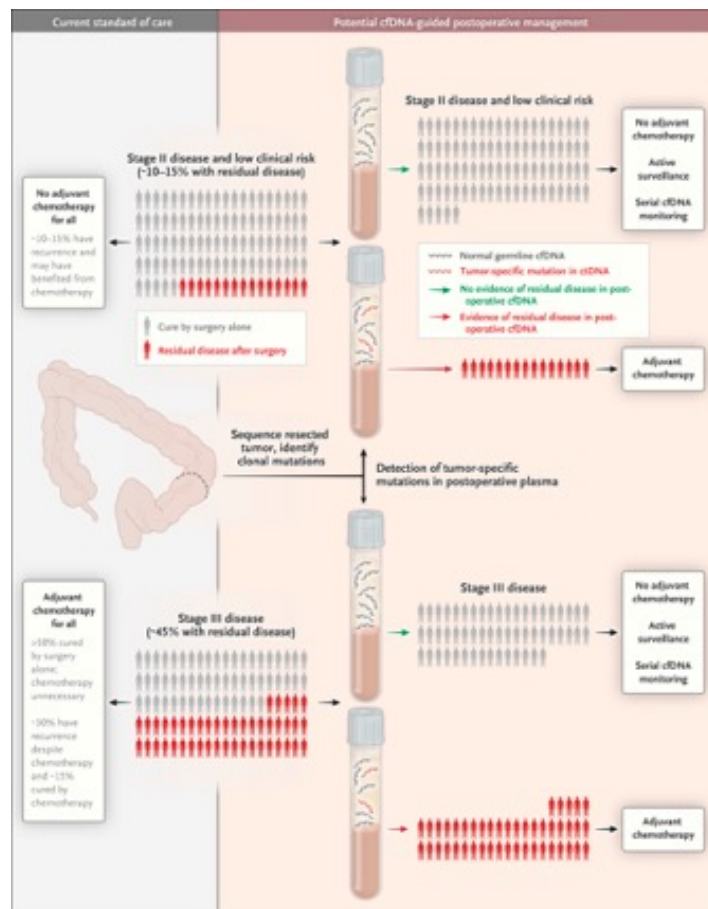 Current standard of care
Potential cfDNA-guided postoperative management
Stage II disease and low clinical risk
No adjuvant
chemotherapy
Active
surveillance
Serial cfDNA
monitoring
Stage II disease and low clinical risk
(~10–15% with residual disease)
No adjuvant
chemotherapy
for all
~10–15% have
recurrence and
may have
benefited from
chemotherapy
Normal germline cfDNA
Tumor-specific mutation in ctDNA
No evidence of residual disease in post-
operative cfDNA
Evidence of residual disease in post-
operative cfDNA
Cure by surgery alone
Residual disease after surgery
Adjuvant
chemotherapy
Sequence resected
tumor, identify
clonal mutations
Detection of tumor-specific
mutations in postoperative plasma
Adjuvant
chemotherapy
for all
>50% cured
by surgery
alone;
chemotherapy
unnecessary
~30% have
recurrence
despite
chemotherapy
and ~15%
cured by
chemotherapy
Stage III disease
(~45% with residual disease)
Stage III disease
No adjuvant
chemotherapy
Active
surveillance
Serial cfDNA
monitoring
Adjuvant
chemotherapy